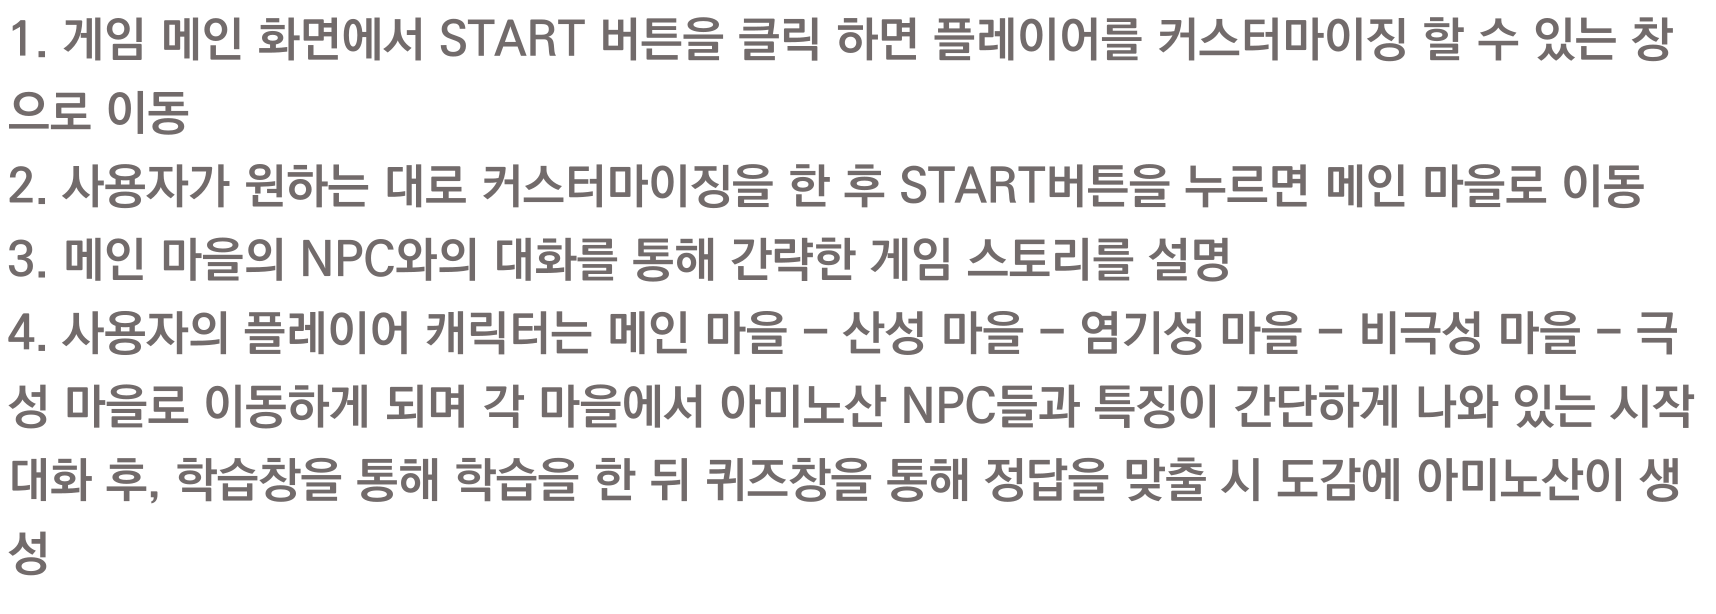 1. 게임 메인 화면에서 START 버튼을 클릭 하면 플레이어를 커스터마이징 할 수 있는 창
으로 이동
2. 사용자가 원하는 대로 커스터마이징을 한 후 START버튼을 누르면 메인 마을로 이동
3. 메인 마을의 NPC와의 대화를 통해 간략한 게임 스토리를 설명
4. 사용자의 플레이어 캐릭터는 메인 마을 – 산성 마을 – 염기성 마을 – 비극성 마을 – 극
성 마을로 이동하게 되며 각 마을에서 아미노산 NPC들과 특징이 간단하게 나와 있는 시작
대화 후, 학습창을 통해 학습을 한 뒤 퀴즈창을 통해 정답을 맞출 시 도감에 아미노산이 생
성